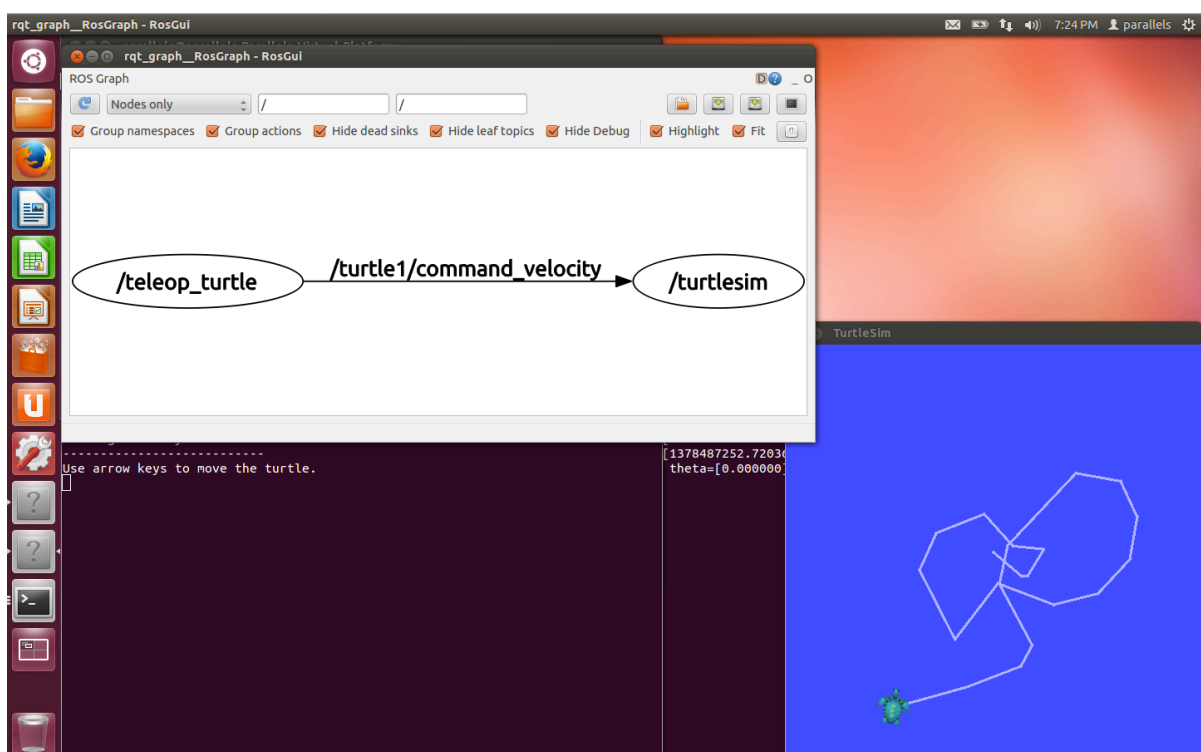 rqt_graph__RosGraph - RosGui
7:24 PM parallels
rqt_graph__RosGraph - RosGui
ROS Graph
D ? _ O
Nodes only / /
Group namespaces Group actions Hide dead sinks Hide leaf topics Hide Debug Highlight Fit
/teleop_turtle /turtle1/command_velocity /turtlesim
TurtleSim
---------------------------
Use arrow keys to move the turtle.
[1378487252.7203
theta=[0.000000]